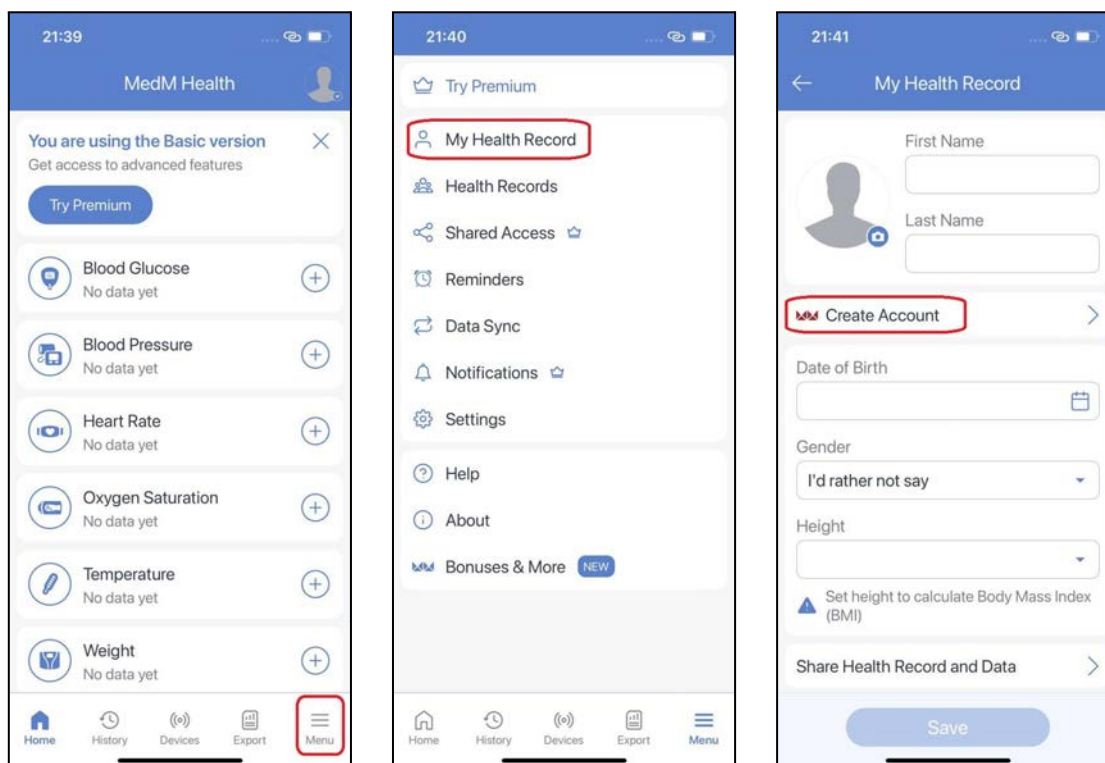 21:39
MedM Health
You are using the Basic version
Get access to advanced features
Try Premium
Blood Glucose
No data yet
Blood Pressure
No data yet
Heart Rate
No data yet
Oxygen Saturation
No data yet
Temperature
No data yet
Weight
No data yet
Home History Devices Export Menu
21:40
Try Premium
My Health Record
Health Records
Shared Access
Reminders
Data Sync
Notifications
Settings
Help
About
Bonuses & More NEW
Home History Devices Export Menu
21:41
My Health Record
First Name
Last Name
Create Account
Date of Birth
Gender
I'd rather not say
Height
Set height to calculate Body Mass Index
(BMI)
Share Health Record and Data
Save